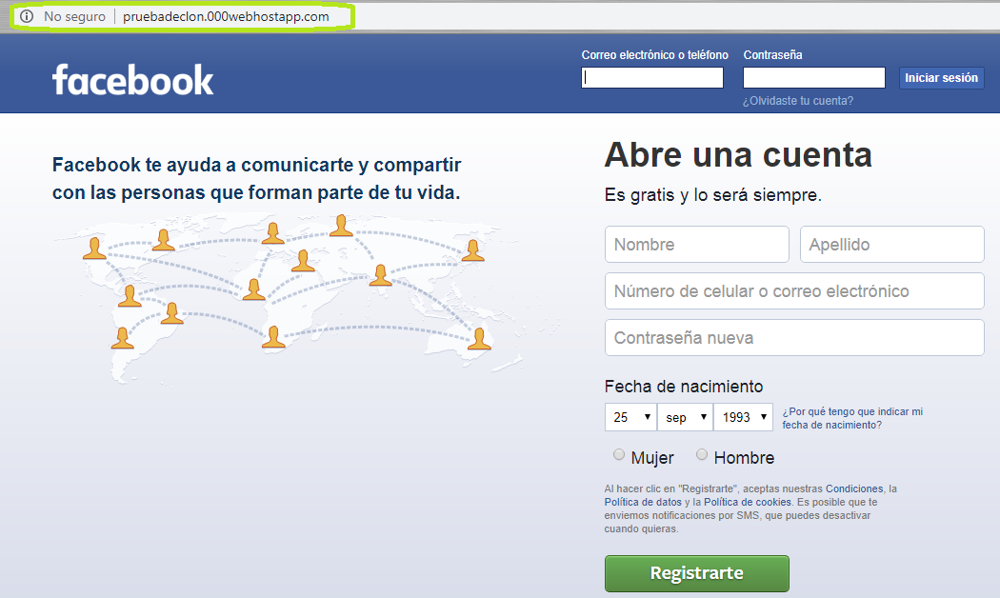 No seguro | pruebadeclon.000webhostapp.com
Correo electrónico o teléfono
Contraseña
facebook
Iniciar sesión
¿Olvidaste tu cuenta?
Facebook te ayuda a comunicarte y compartir
con las personas que forman parte de tu vida.
Abre una cuenta
Es gratis y lo será siempre.
Nombre
Apellido
Número de celular o correo electrónico
Contraseña nueva
Fecha de nacimiento
25 sep 1993
¿Por qué tengo que indicar mi
fecha de nacimiento?
Mujer Hombre
Al hacer clic en "Registrarte", aceptas nuestras Condiciones, la
Política de datos y la Política de cookies. Es posible que te
enviemos notificaciones por SMS, que puedes desactivar
cuando quieras.
Registrarte